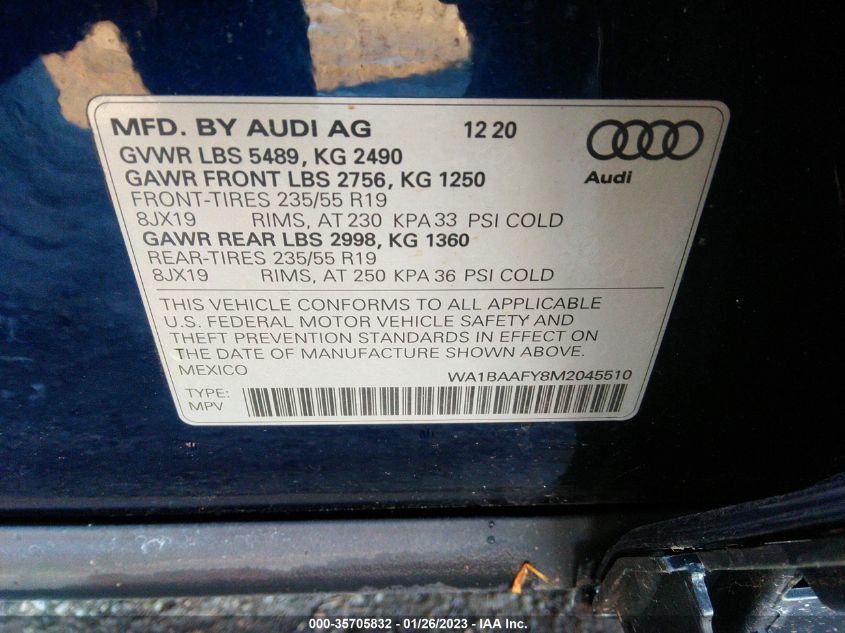 MFD. BY AUDI AG 12 20
GVWR LBS 5489, KG 2490
GAWR FRONT LBS 2756, KG 1250
Audi
FRONT-TIRES 235/55 R19
8JX19 RIMS, AT 230 KPA 33 PSI COLD
GAWR REAR LBS 2998, KG 1360
REAR-TIRES 235/55 R19
8JX19 RIMS, AT 250 KPA 36 PSI COLD
THIS VEHICLE CONFORMS TO ALL APPLICABLE
U.S. FEDERAL MOTOR VEHICLE SAFETY AND
THEFT PREVENTION STANDARDS IN EFFECT ON
THE DATE OF MANUFACTURE SHOWN ABOVE.
MEXICO WA1BAAFY8M2045510
TYPE:
MPV
000-35705832 - 01/26/2023 - IAA Inc.